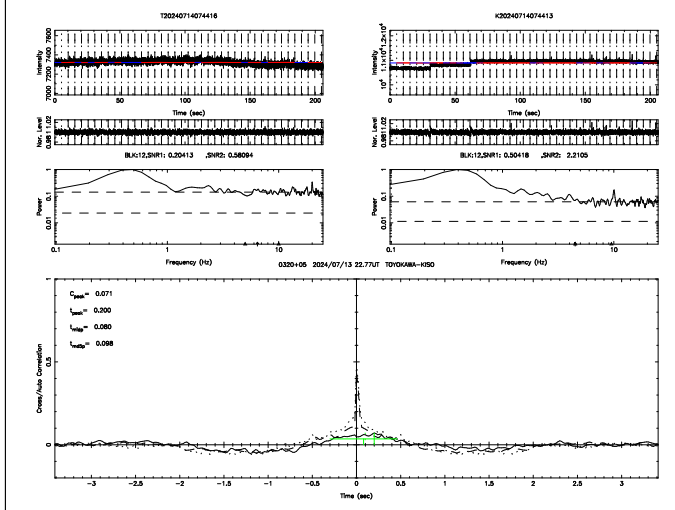 T20240714074416
K20240714074413
Intensity
7000 7200 7400 7600
0 50 100 150 200
Time (sec)
Intensity
10⁴ 1.1×10⁴ 1.2×10⁴
0 50 100 150 200
Time (sec)
Nor. Level
0.98 1 1.02
Nor. Level
0.98 1 1.02
BLK:12,SNR1: 0.20413 ,SNR2: 0.58094
BLK:12,SNR1: 0.50418 ,SNR2: 2.2105
Power
0.01 0.1 1
0.1 1 10
Frequency (Hz)
Power
0.01 0.1 1
0.1 1 10
Frequency (Hz)
0320+05 2024/07/13 22.77UT TOYOKAWA-KISO
C peak= 0.071
t peak= 0.200
= 0.080
= 0.098
Cross/Auto Correlation
0 0.5 1
-3 -2.5 -2 -1.5 -1 -0.5 0 0.5 1 1.5 2 2.5 3
Time (sec)